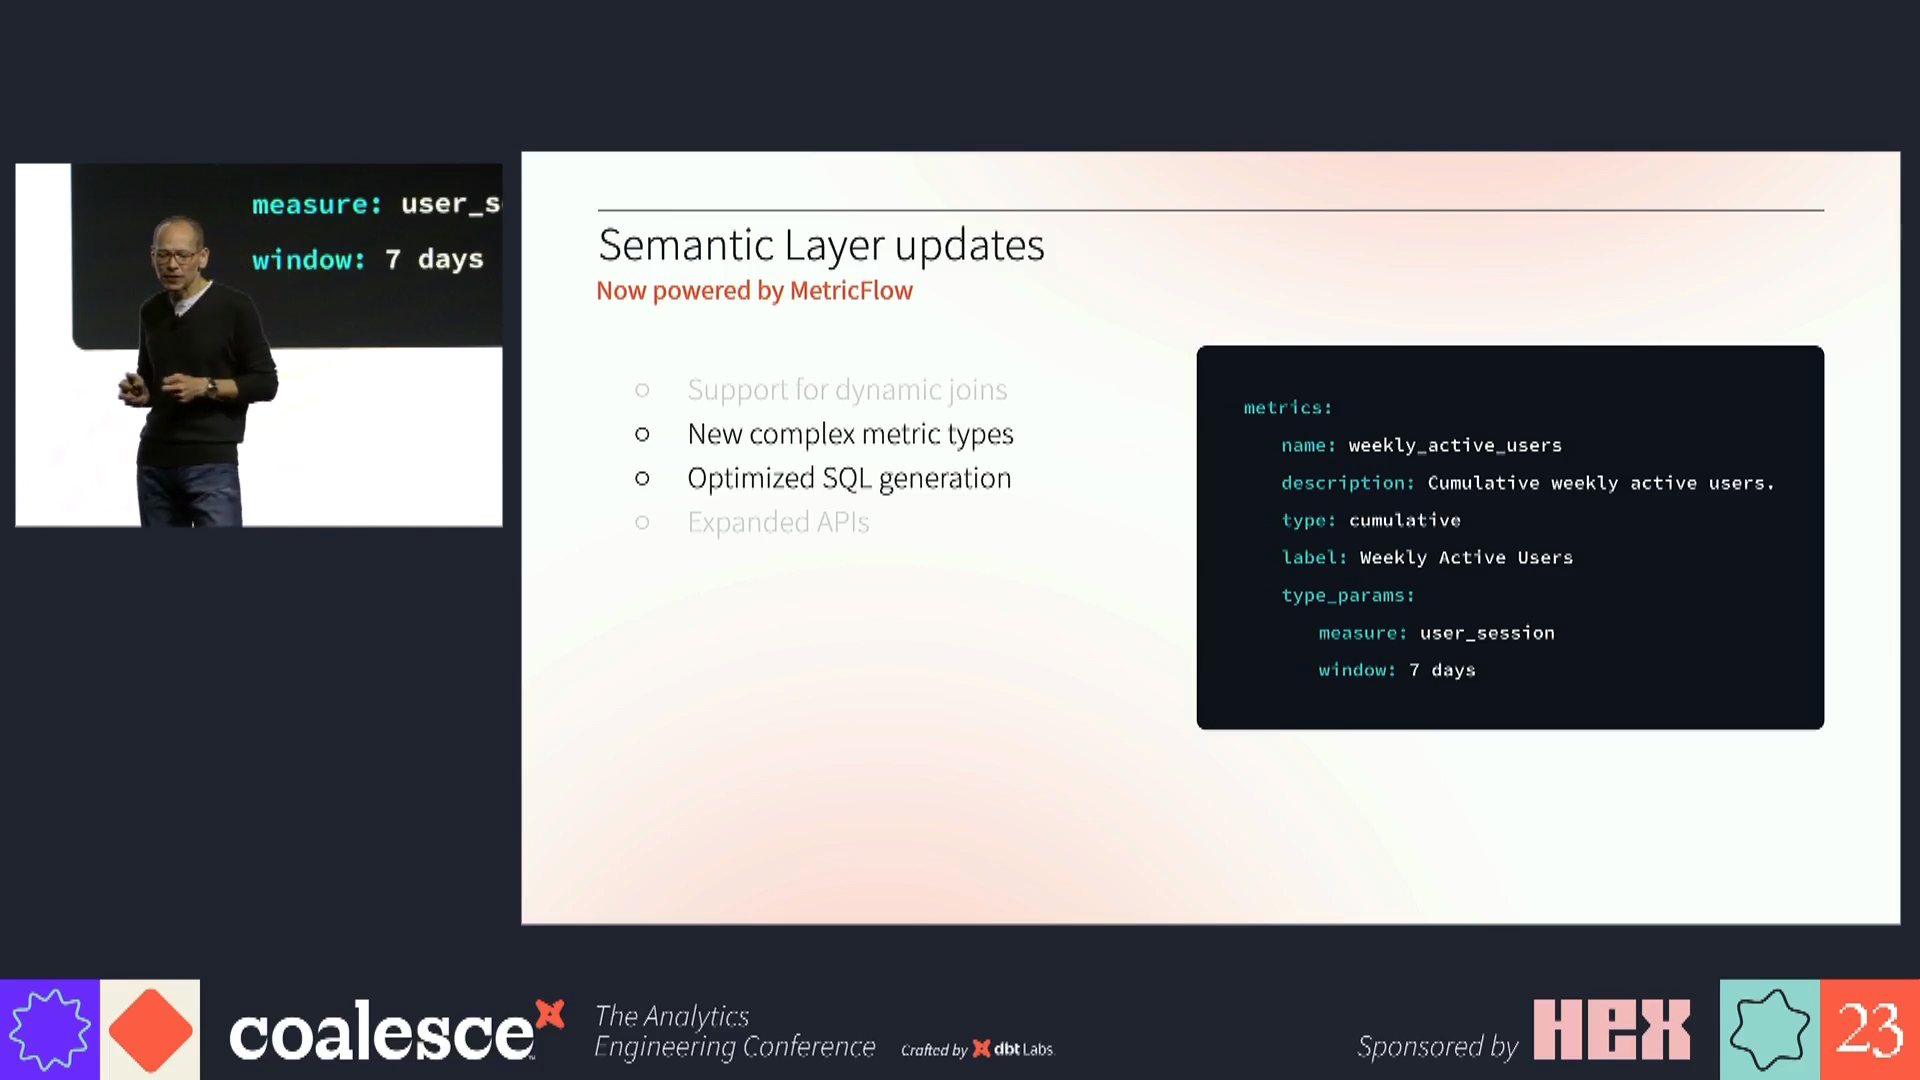 measure: user_s
window: 7 days
Semantic Layer updates
Now powered by MetricFlow
Support for dynamic joins
New complex metric types
Optimized SQL generation
Expanded APIs
metrics:
name: weekly_active_users
description: Cumulative weekly active users.
type: cumulative
label: Weekly Active Users
type_params:
measure: user_session
window: 7 days
coalesce
The Analytics
Engineering Conference
Crafted by dbt Labs
Sponsored by HEX
23